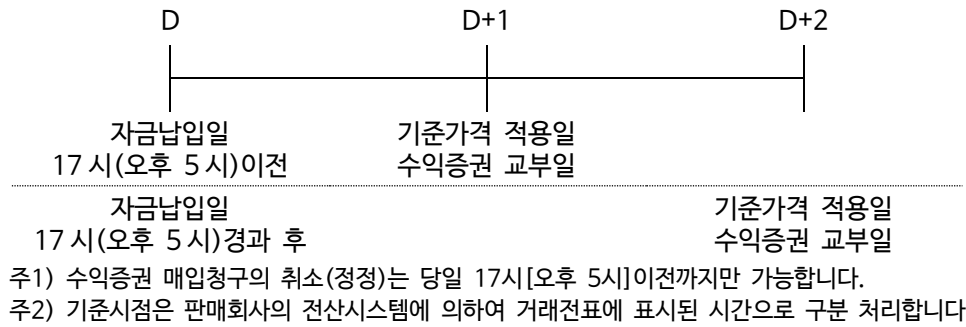 D D+1 D+2
자금납입일 기준가격 적용일
17시(오후 5시)이전 수익증권 교부일
자금납입일 기준가격 적용일
17시(오후 5시)경과 후 수익증권 교부일
주1) 수익증권 매입청구의 취소(정정)는 당일 17시[오후 5시]이전까지만 가능합니다.
주2) 기준시점은 판매회사의 전산시스템에 의하여 거래전표에 표시된 시간으로 구분 처리합니다